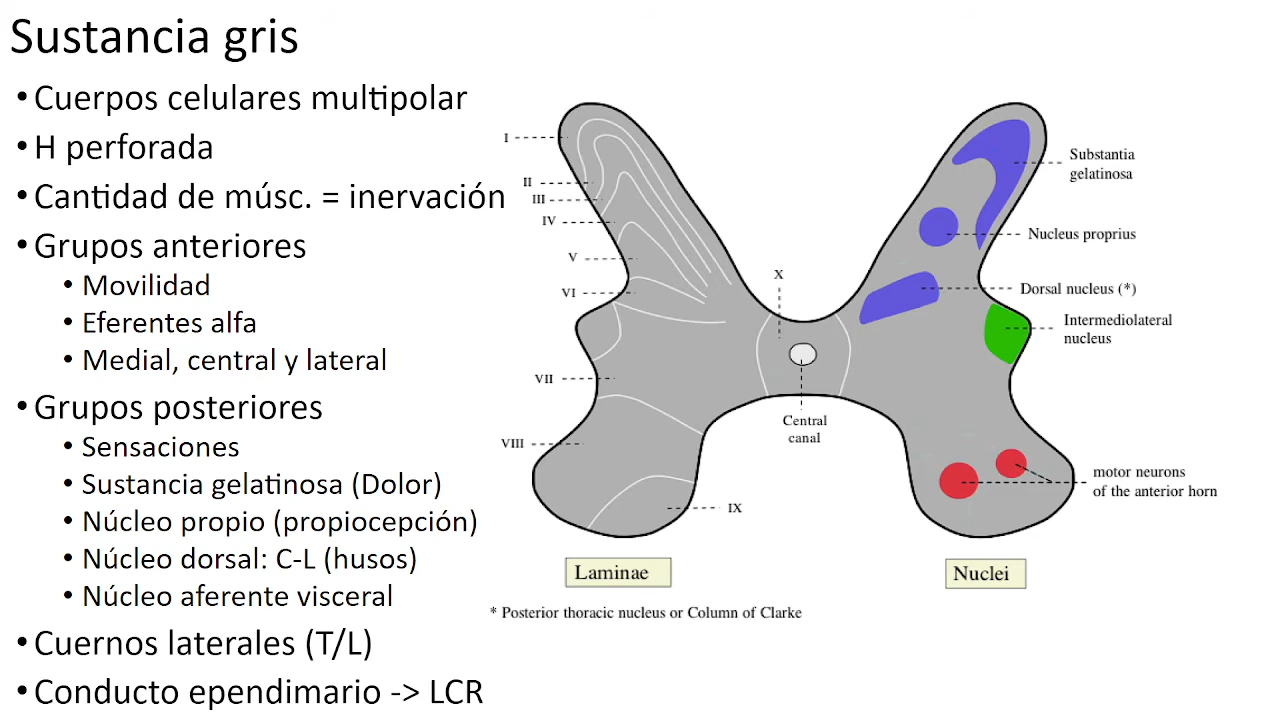 Sustancia gris
• Cuerpos celulares multipolar
• H perforada
• Cantidad de músc. = inervación
• Grupos anteriores
• Movilidad
• Eferentes alfa
• Medial, central y lateral
• Grupos posteriores
• Sensaciones
• Sustancia gelatinosa (Dolor)
• Núcleo propio (propiocepción)
• Núcleo dorsal: C-L (husos)
• Núcleo aferente visceral
• Cuernos laterales (T/L)
• Conducto ependimario -> LCR
I
II
III
IV
V
VI
VII
VIII
IX
X
Central
canal
Substantia
gelatinosa
Nucleus proprius
Dorsal nucleus (*)
Intermediolateral
nucleus
motor neurons
of the anterior horn
Laminae
Nuclei
* Posterior thoracic nucleus or Column of Clarke